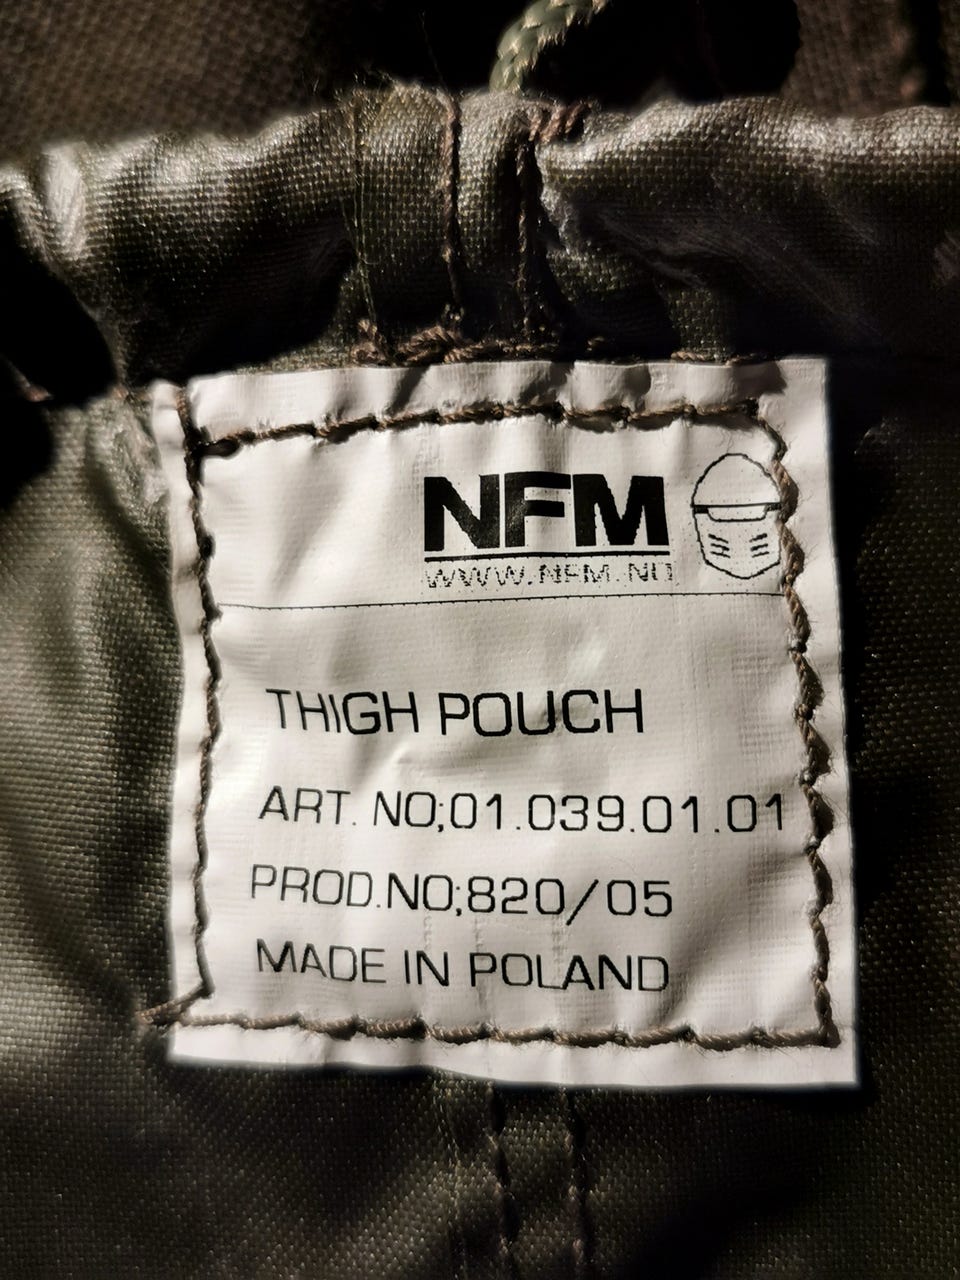 NFM
WWW.NFM.NO
THIGH POUCH
ART. NO;01.039.01.01
PROD.NO;820/05
MADE IN POLAND